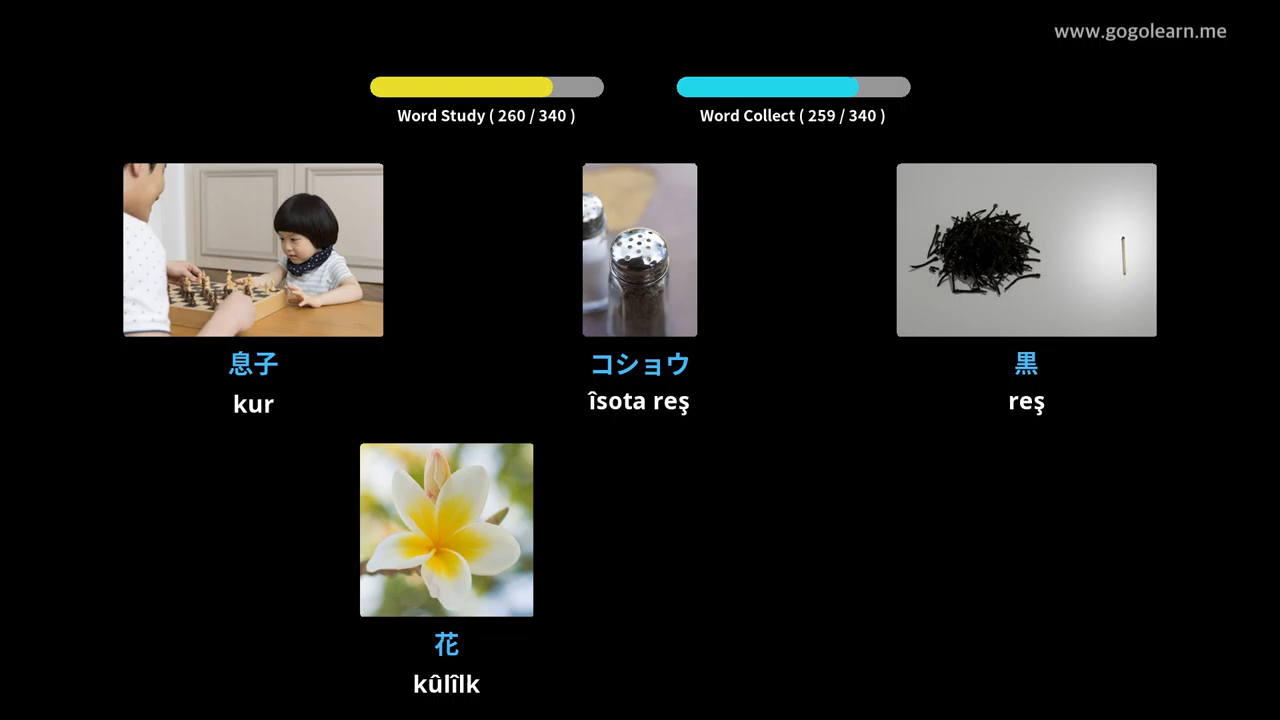 www.gogolearn.me
Word Study ( 260 / 340 )
Word Collect ( 259 / 340 )
息子
kur
コショウ
îsota reş
黒
reş
花
kûlîlk